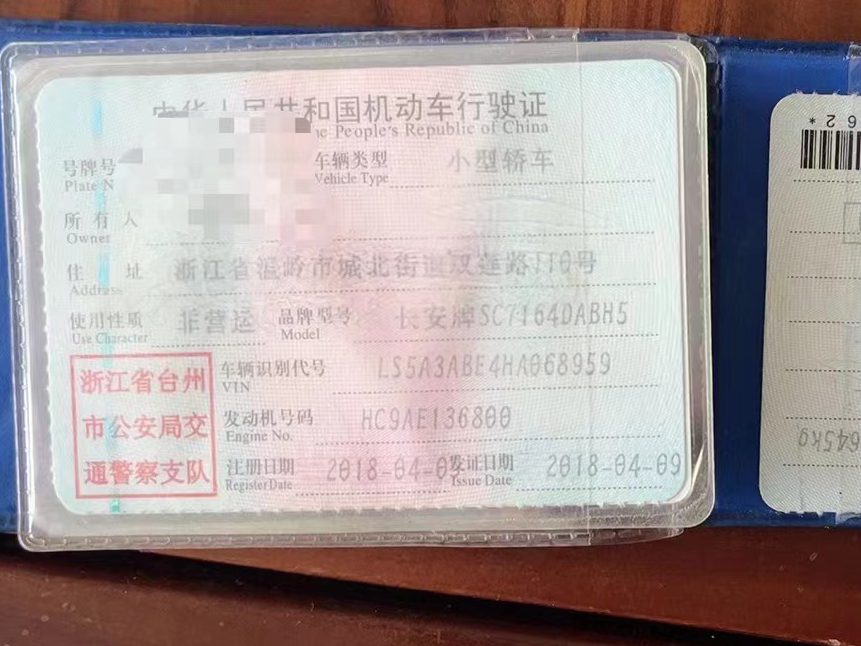 中华人民共和国机动车行驶证
he People's Republic of China
号牌号 车辆类型 小型轿车
Plate N Vehicle Type
所有人
Owner
住址 浙江省温岭市城北街道双莲路110号
Address
使用性质 非营运 品牌型号 长安牌SC7164DABH5
Use Character Model
浙江省台州
市公安局交
通警察支队
车辆识别代号 LS5A3ABE4HA068959
VIN
发动机号码 HC9AE136800
Engine No.
注册日期 2018-04-0 发证日期 2018-04-09
Register Date Issue Date
62*
645kg